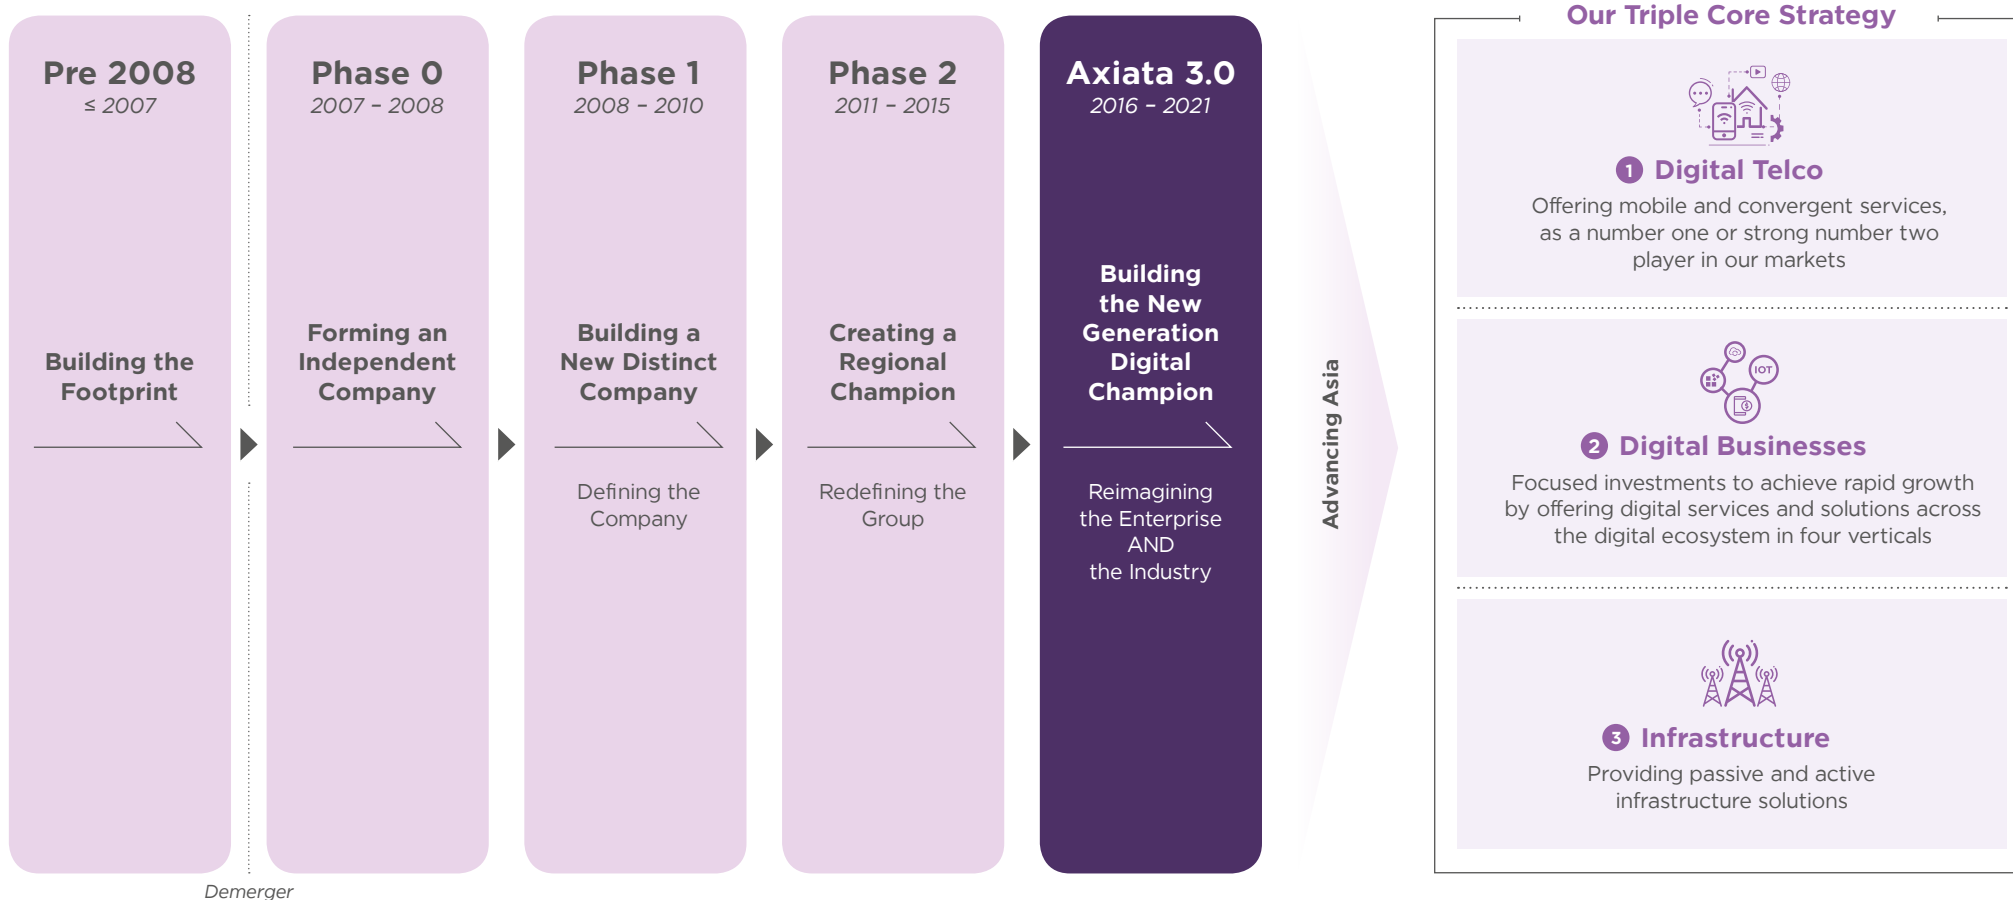 Pre 2008
≤ 2007
Building the
Footprint
Demerger
Phase 0
2007 – 2008
Forming an
Independent
Company
Phase 1
2008 – 2010
Building a
New Distinct
Company
Defining the
Company
Phase 2
2011 – 2015
Creating a
Regional
Champion
Redefining the
Group
Axiata 3.0
2016 – 2021
Building
the New
Generation
Digital
Champion
Reimagining
the Enterprise
AND
the Industry
Advancing Asia
Our Triple Core Strategy
1 Digital Telco
Offering mobile and convergent services,
as a number one or strong number two
player in our markets
IOT
2 Digital Businesses
Focused investments to achieve rapid growth
by offering digital services and solutions across
the digital ecosystem in four verticals
3 Infrastructure
Providing passive and active
infrastructure solutions